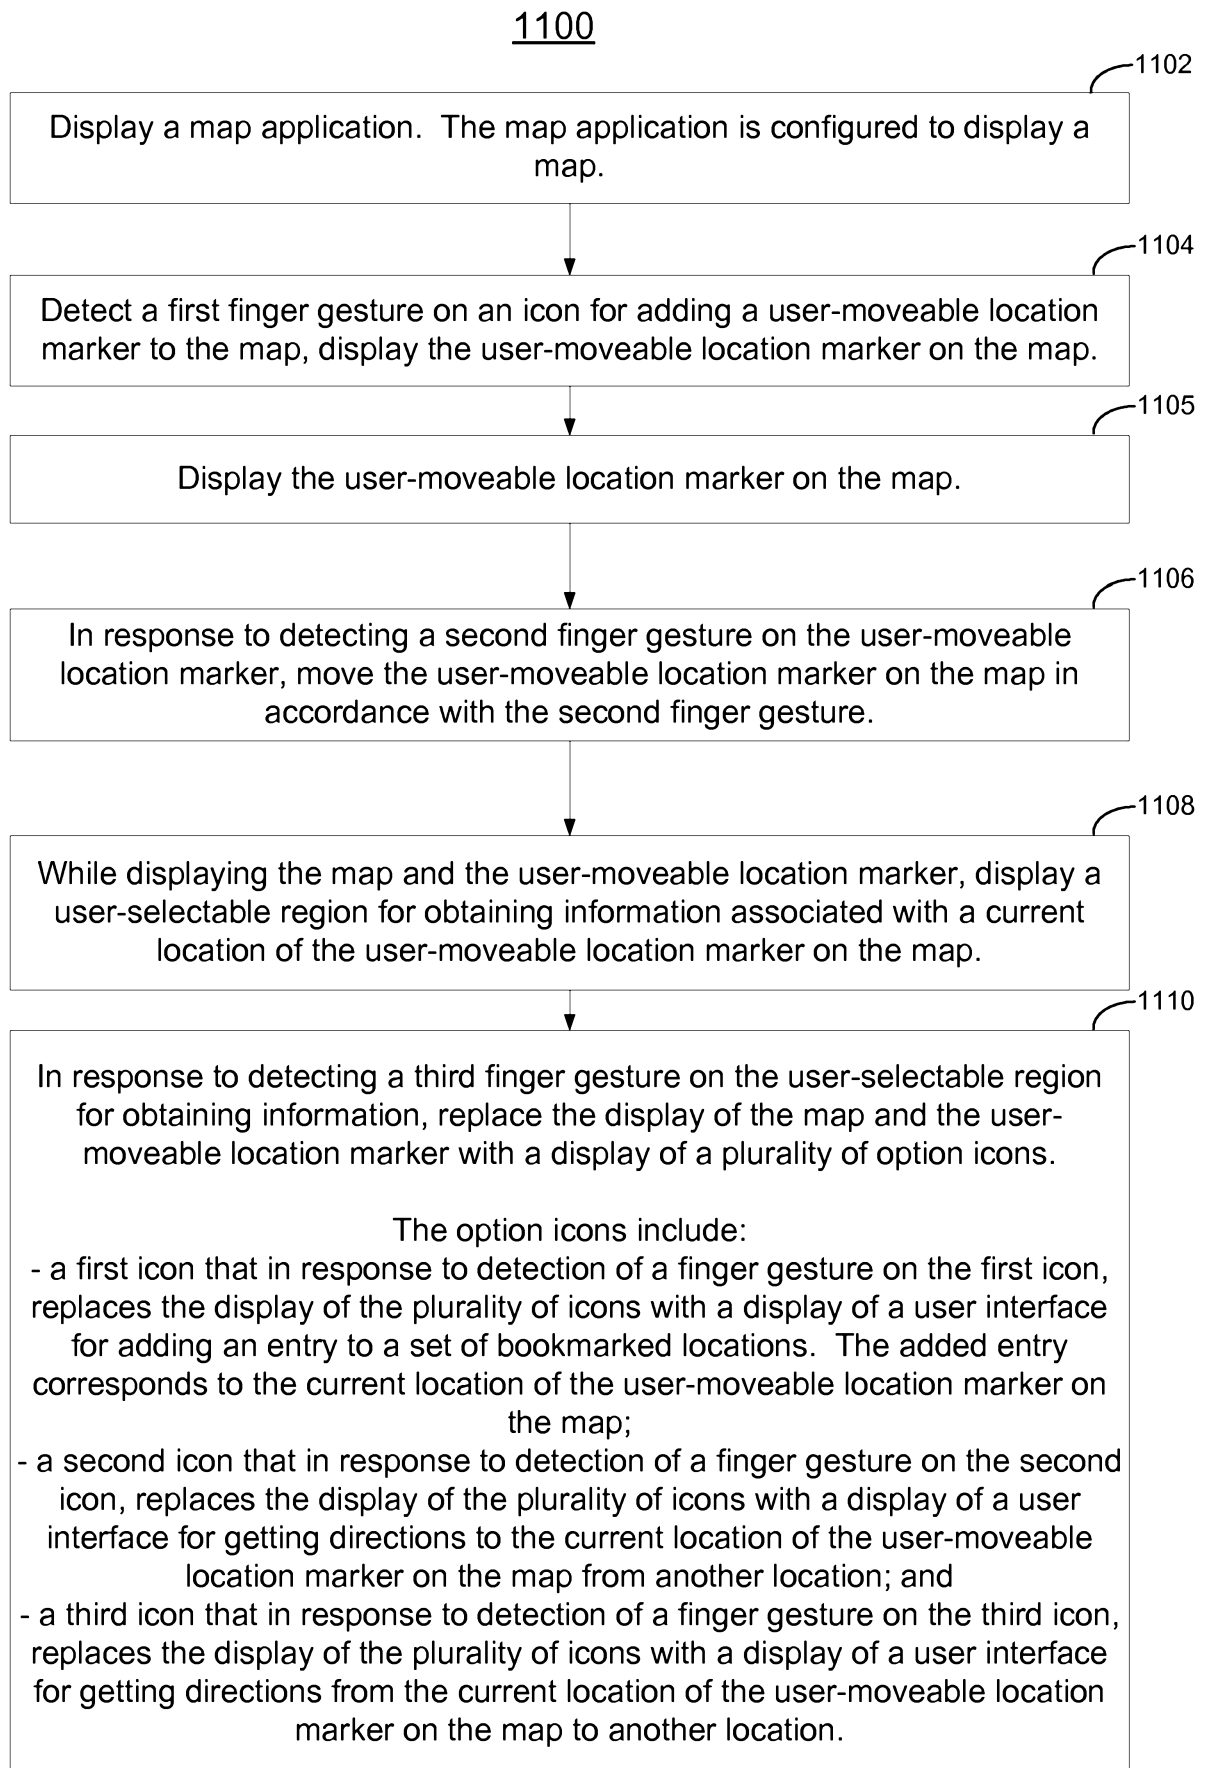 1100
1102
Display a map application.  The map application is configured to display a
map.
1104
Detect a first finger gesture on an icon for adding a user-moveable location
marker to the map, display the user-moveable location marker on the map.
1105
Display the user-moveable location marker on the map.
1106
In response to detecting a second finger gesture on the user-moveable
location marker, move the user-moveable location marker on the map in
accordance with the second finger gesture.
1108
While displaying the map and the user-moveable location marker, display a
user-selectable region for obtaining information associated with a current
location of the user-moveable location marker on the map.
1110
In response to detecting a third finger gesture on the user-selectable region
for obtaining information, replace the display of the map and the user-
moveable location marker with a display of a plurality of option icons.
The option icons include:
- a first icon that in response to detection of a finger gesture on the first icon,
replaces the display of the plurality of icons with a display of a user interface
for adding an entry to a set of bookmarked locations.  The added entry
corresponds to the current location of the user-moveable location marker on
the map;
- a second icon that in response to detection of a finger gesture on the second
icon, replaces the display of the plurality of icons with a display of a user
interface for getting directions to the current location of the user-moveable
location marker on the map from another location; and
- a third icon that in response to detection of a finger gesture on the third icon,
replaces the display of the plurality of icons with a display of a user interface
for getting directions from the current location of the user-moveable location
marker on the map to another location.